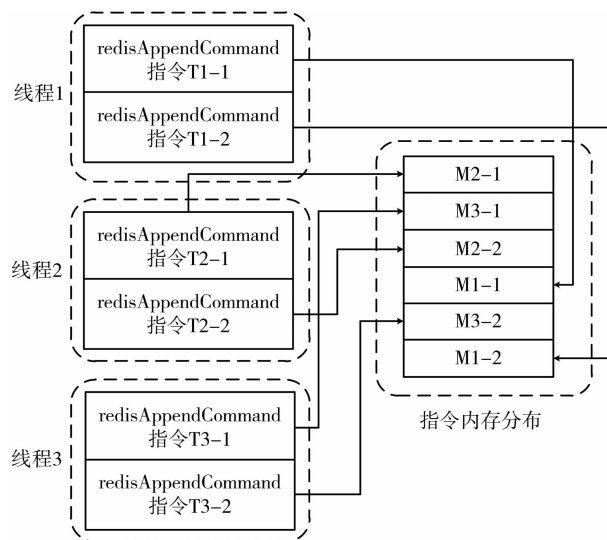 线程1
redisAppendCommand
指令T1-1
redisAppendCommand
指令T1-2
线程2
redisAppendCommand
指令T2-1
redisAppendCommand
指令T2-2
线程3
redisAppendCommand
指令T3-1
redisAppendCommand
指令T3-2
M2-1
M3-1
M2-2
M1-1
M3-2
M1-2
指令内存分布